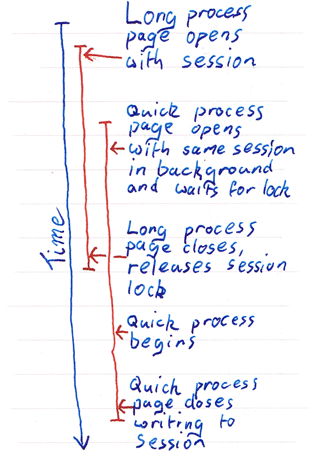 Long process
page opens
with session
Quick process
page opens
with same session
in background
and waits for lock
Long process
page closes,
releases session
lock
Quick process
begins
Quick process
page closes
writing to
session
Time